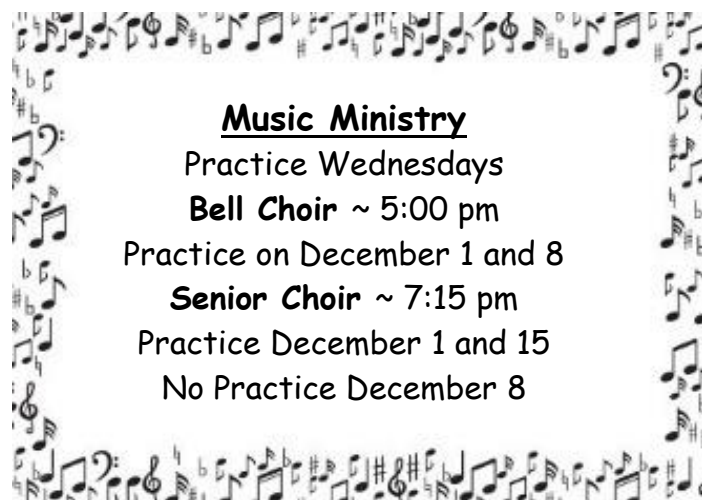 Music Ministry
Practice Wednesdays
Bell Choir ~ 5:00 pm
Practice on December 1 and 8
Senior Choir ~ 7:15 pm
Practice December 1 and 15
No Practice December 8